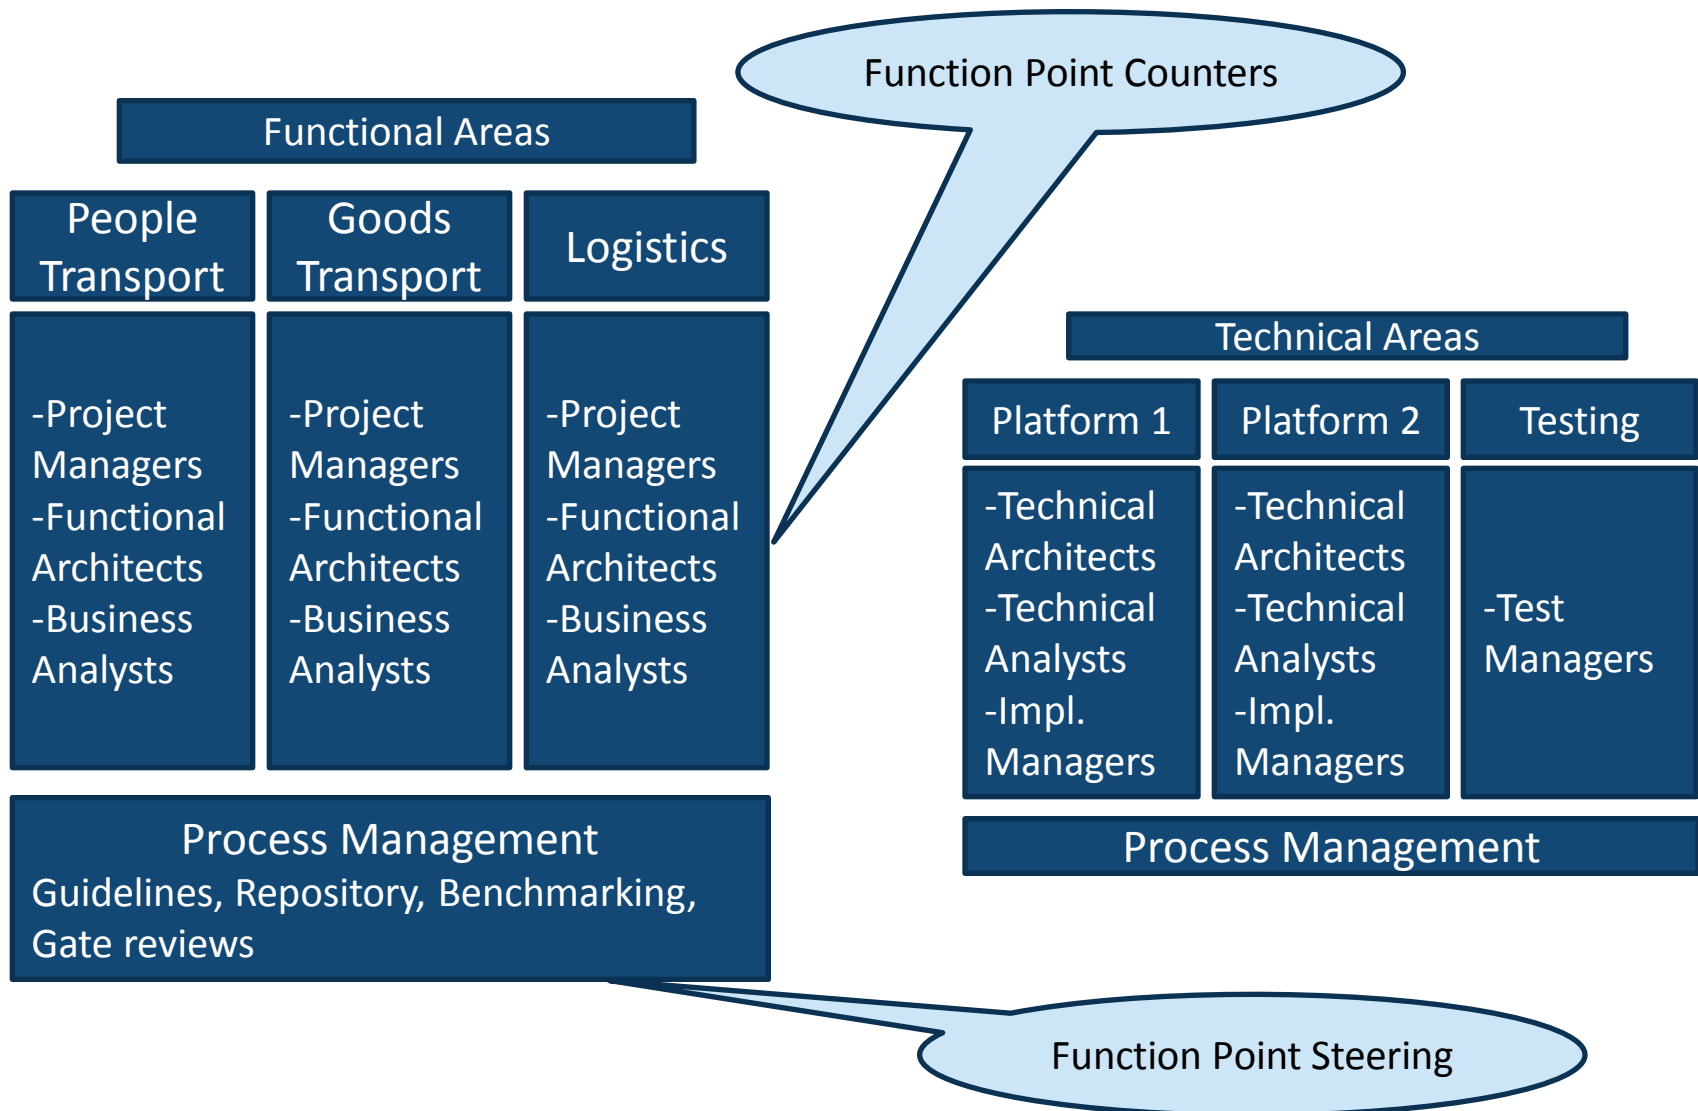 Function Point Counters
Functional Areas
People
Transport
Goods
Transport
Logistics
-Project
Managers
-Functional
Architects
-Business
Analysts
-Project
Managers
-Functional
Architects
-Business
Analysts
-Project
Managers
-Functional
Architects
-Business
Analysts
Process Management
Guidelines, Repository, Benchmarking,
Gate reviews
Technical Areas
Platform 1
Platform 2
Testing
-Technical
Architects
-Technical
Analysts
-Impl.
Managers
-Technical
Architects
-Technical
Analysts
-Impl.
Managers
-Test
Managers
Process Management
Function Point Steering